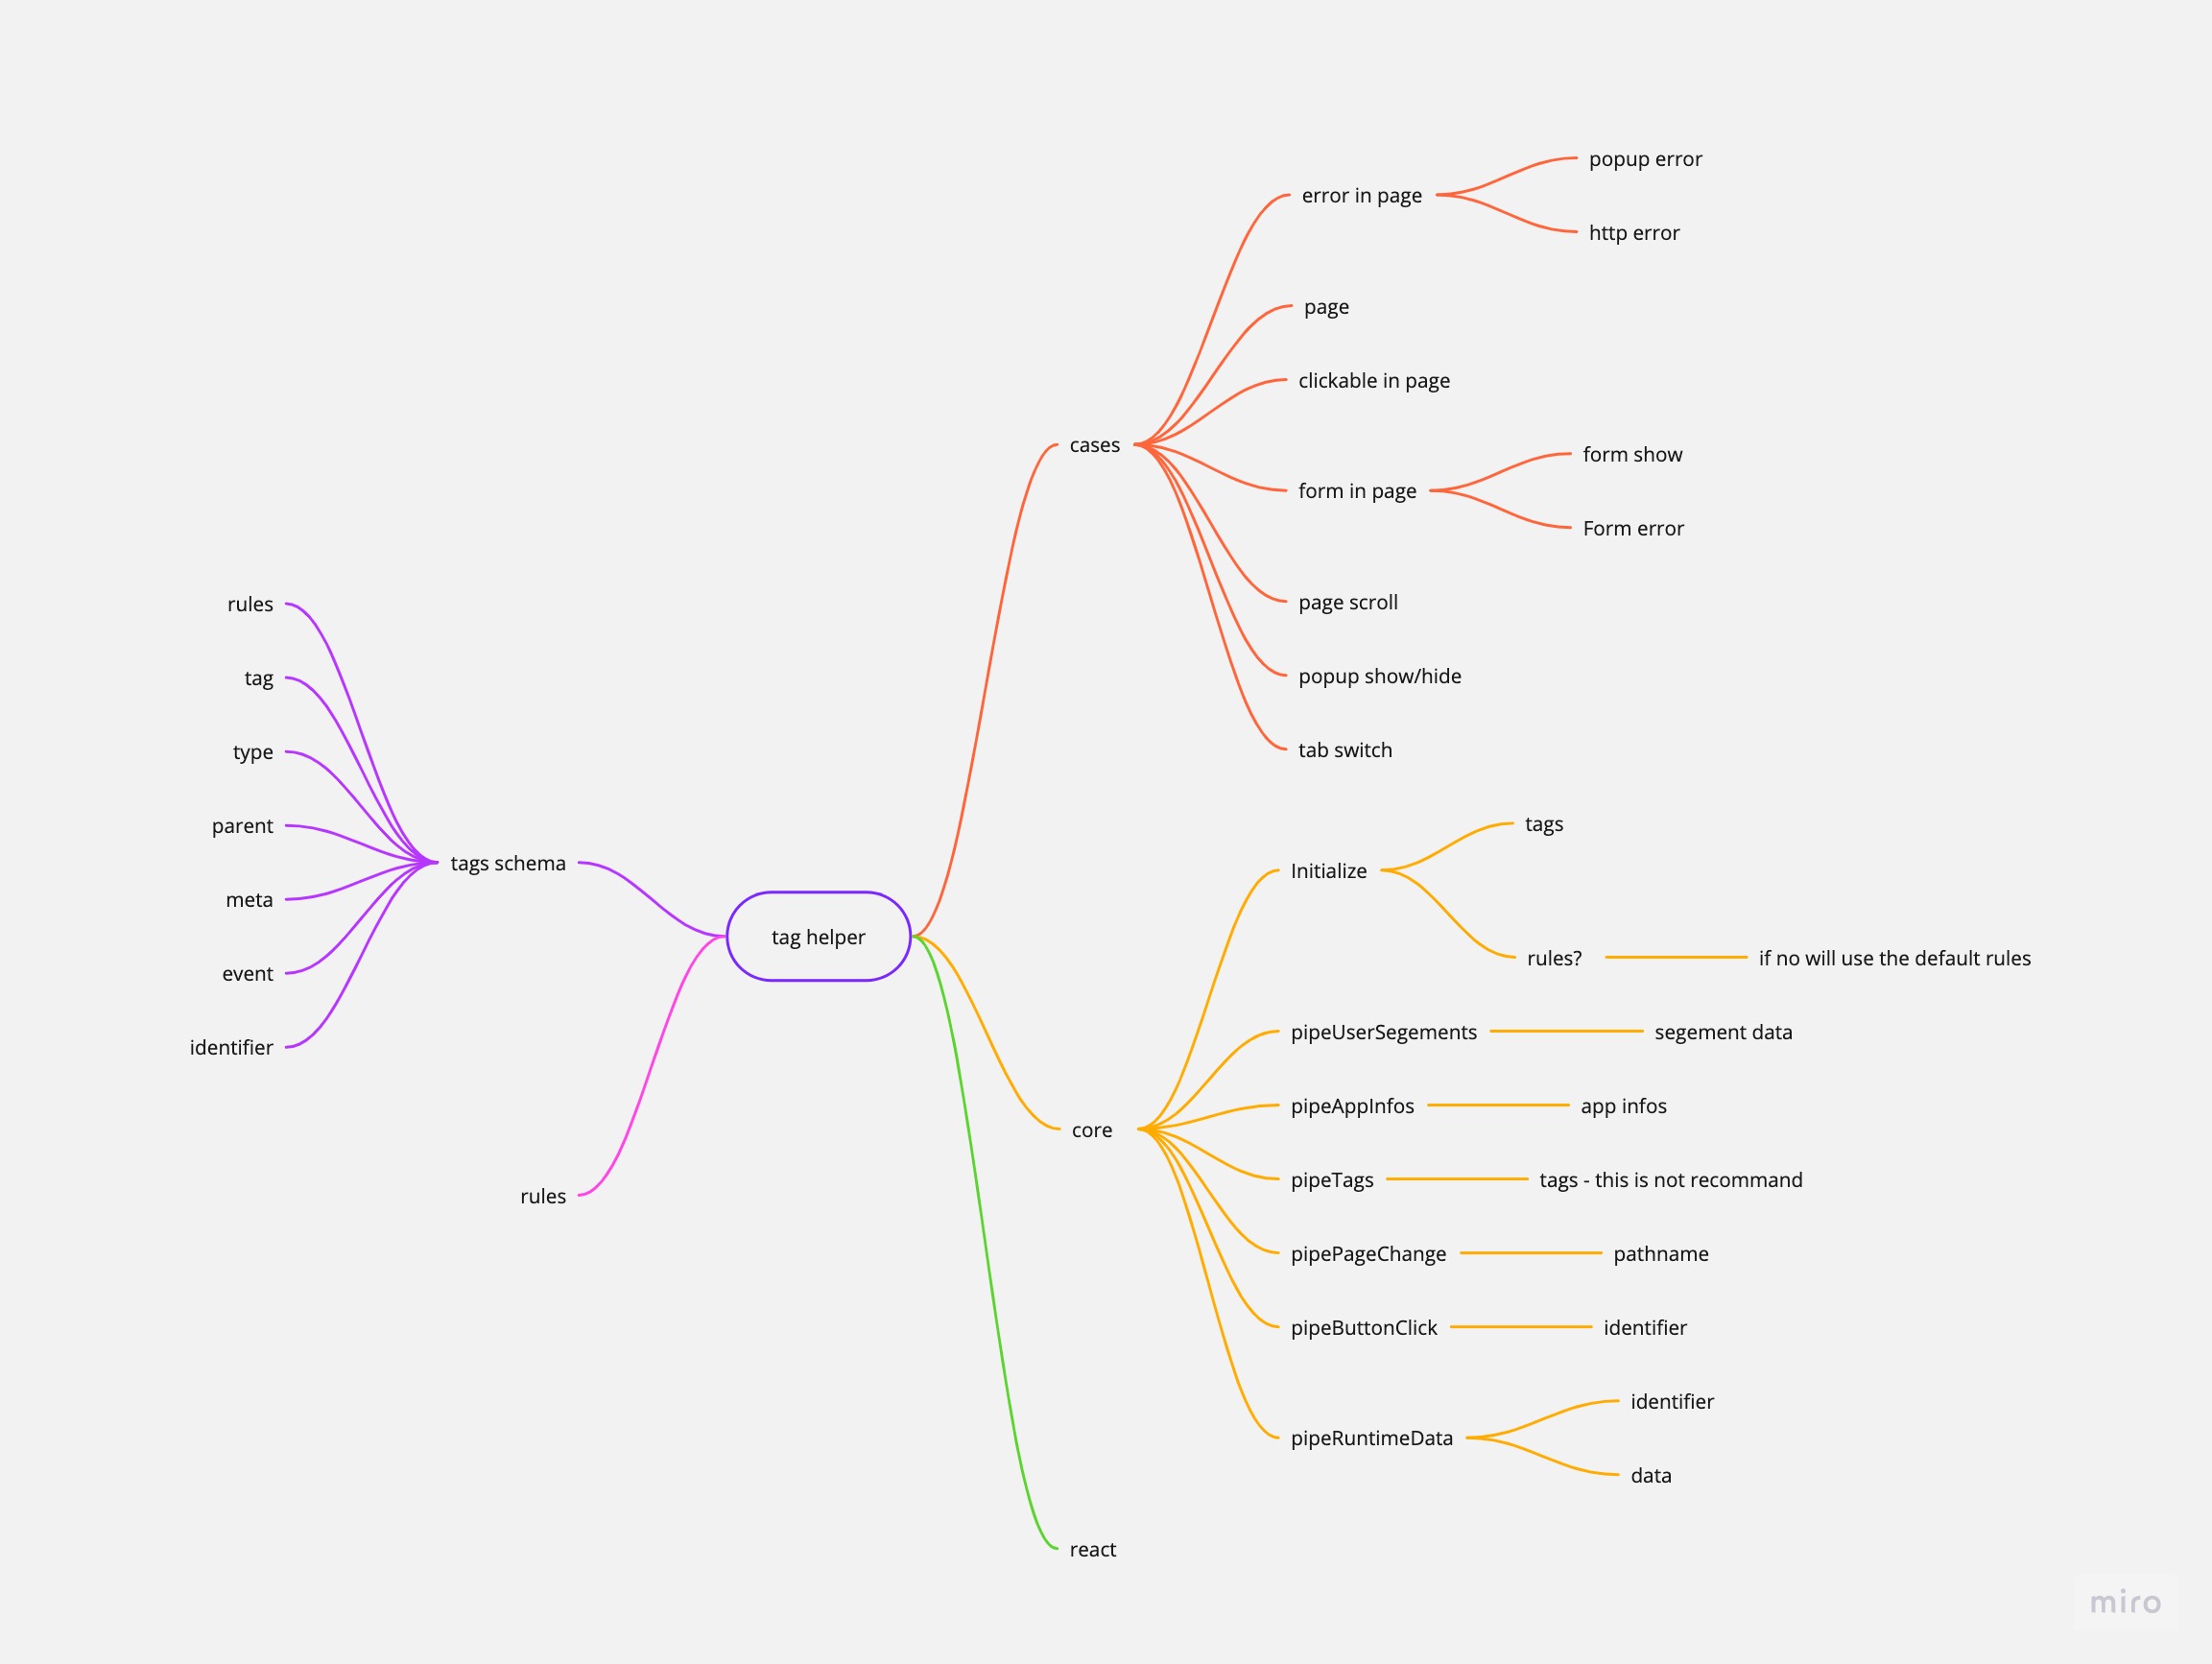 popup error
error in page
http error
page
clickable in page
cases
form show
form in page
Form error
page scroll
popup show/hide
tab switch
rules
tag
type
parent
tags schema
meta
event
identifier
tag helper
rules
tags
Initialize
rules?
if no will use the default rules
pipeUserSegements
segement data
pipeAppInfos
app infos
core
pipeTags
tags - this is not recommand
pipePageChange
pathname
pipeButtonClick
identifier
identifier
pipeRuntimeData
data
react
miro